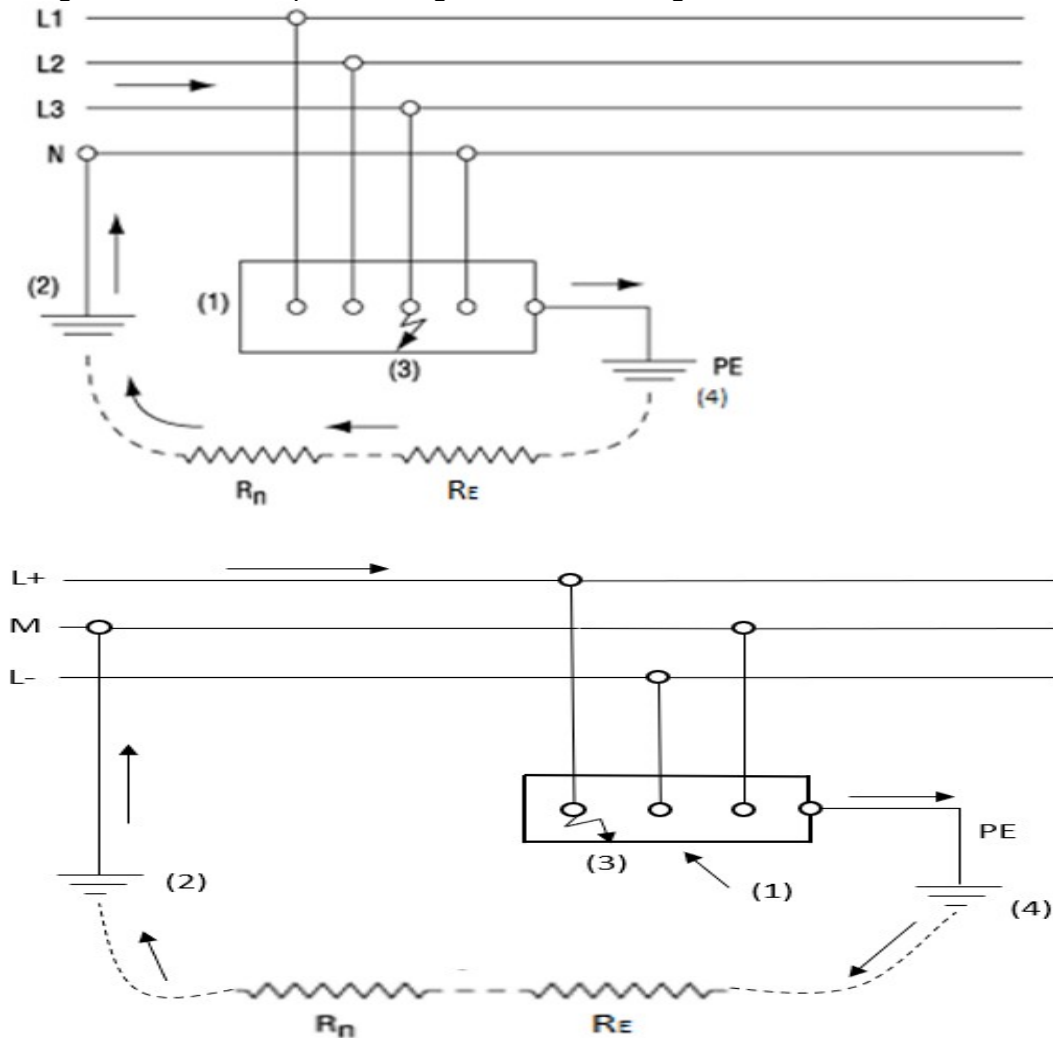 L1
L2
L3
N
(2)
(1)
(3)
PE
(4)
Rn
RE
L+
M
L-
PE
(3)
(2)
(1)
(4)
Rn
RE